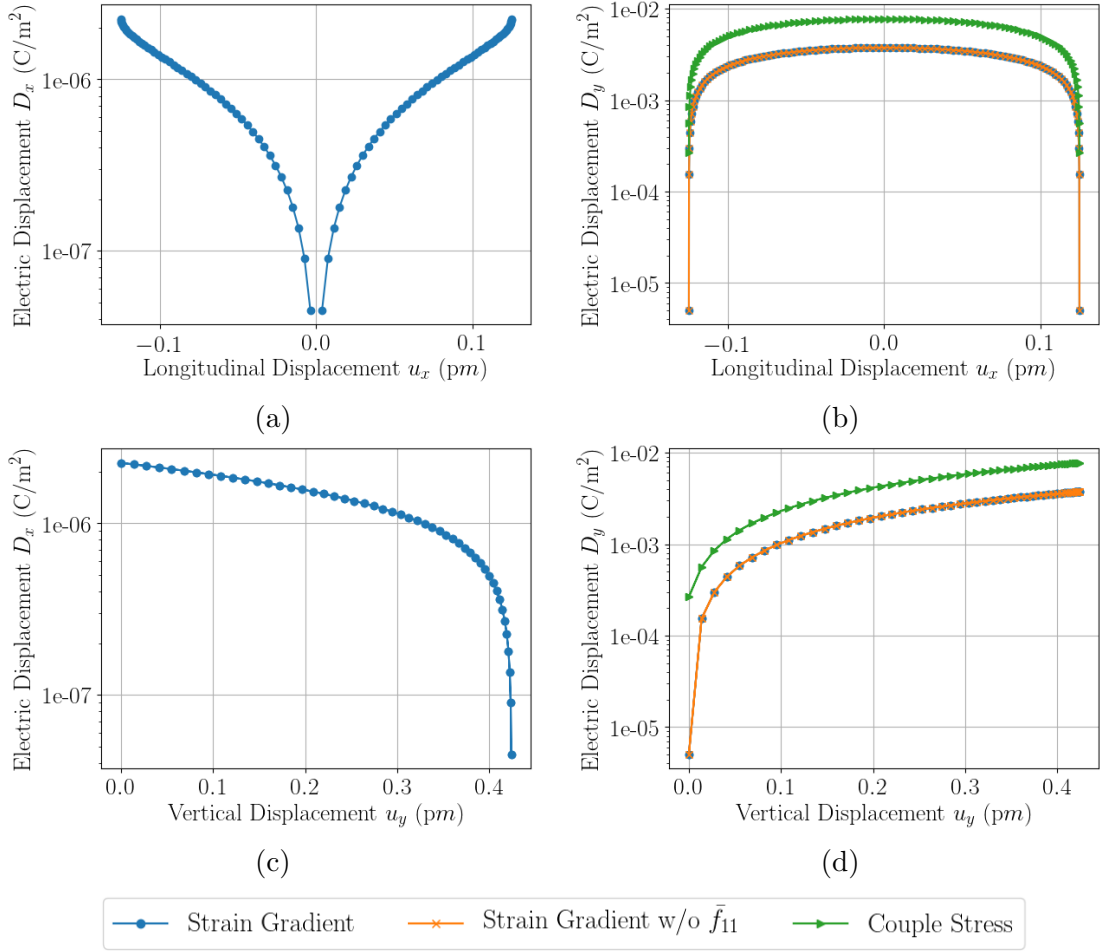 Electric Displacement $D_x$ (C/m$^2$)
1e-06
1e-07
−0.1 0.0 0.1
Longitudinal Displacement $u_x$ (p$m$)
(a)
Electric Displacement $D_y$ (C/m$^2$)
1e-02
1e-03
1e-04
1e-05
−0.1 0.0 0.1
Longitudinal Displacement $u_x$ (p$m$)
(b)
Electric Displacement $D_x$ (C/m$^2$)
1e-06
1e-07
0.0 0.1 0.2 0.3 0.4
Vertical Displacement $u_y$ (p$m$)
(c)
Electric Displacement $D_y$ (C/m$^2$)
1e-02
1e-03
1e-04
1e-05
0.0 0.1 0.2 0.3 0.4
Vertical Displacement $u_y$ (p$m$)
(d)
Strain Gradient Strain Gradient w/o $\bar{f}_{11}$ Couple Stress